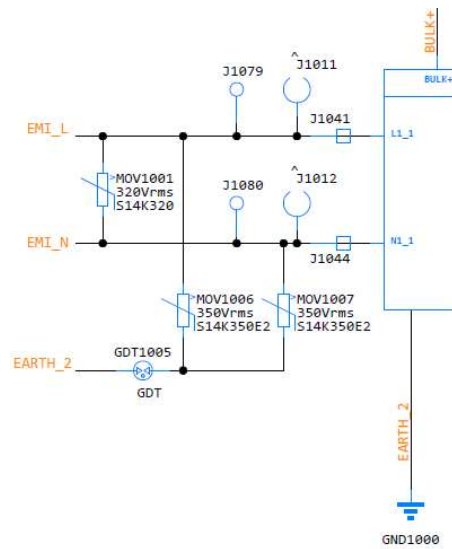 BULK+
^
J1011
J1079
BULK+
J1041
EMI_L
L1_1
^
J1012
J1080
MOV1001
320Vrms
S14K320
EMI_N
N1_1
J1044
MOV1006
350Vrms
S14K350E2
MOV1007
350Vrms
S14K350E2
GDT1005
EARTH_2
GDT
EARTH_2
GND1000